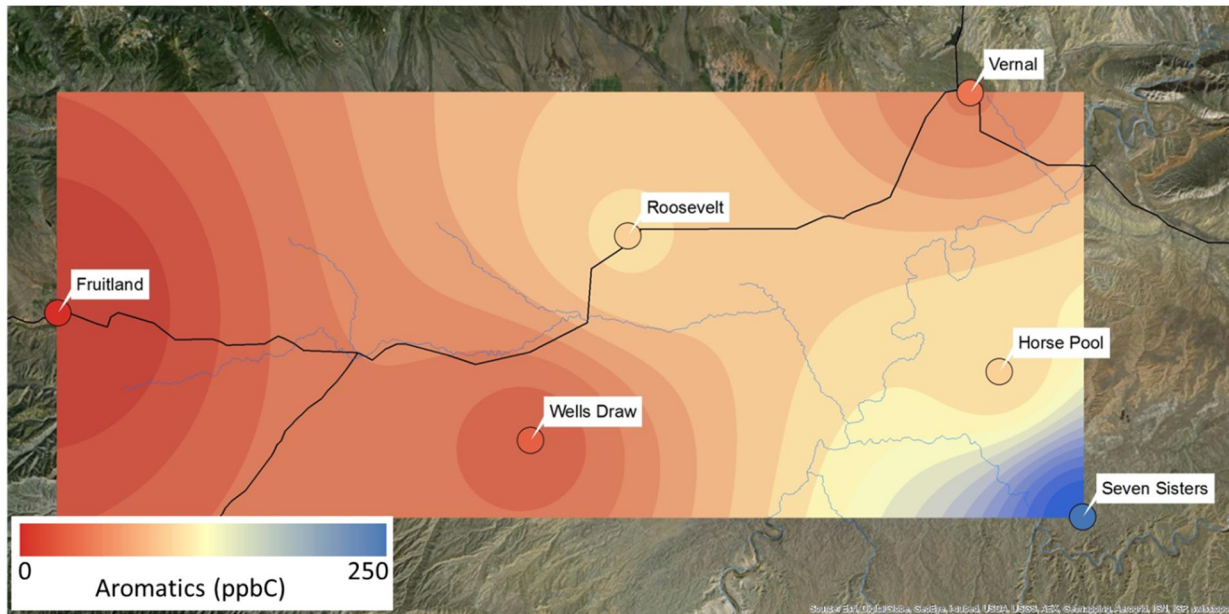 Vernal
Roosevelt
Fruitland
Horse Pool
Wells Draw
Seven Sisters
0
250
Aromatics (ppbC)